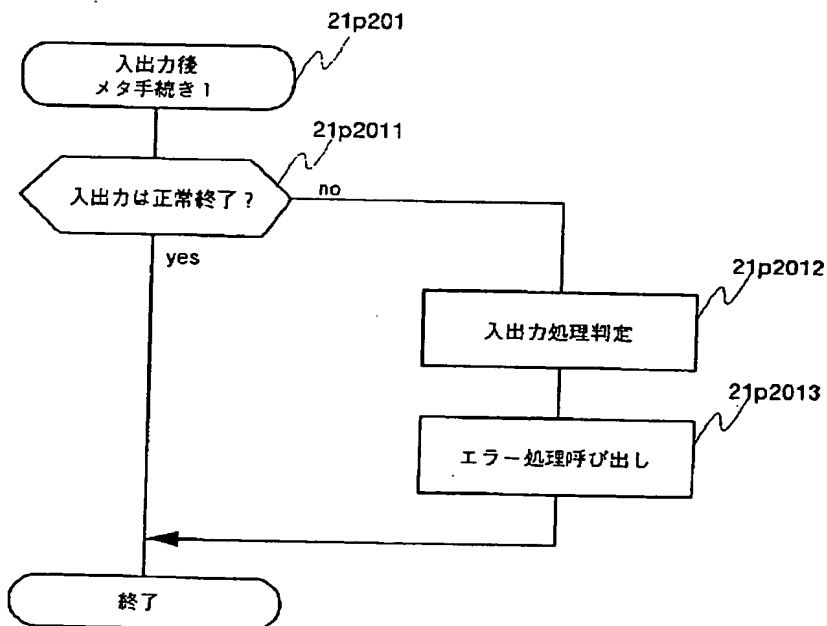 21p201
入出力後
メタ手続き1
21p2011
入出力は正常終了?
no
yes
21p2012
入出力処理判定
21p2013
エラー処理呼び出し
終了